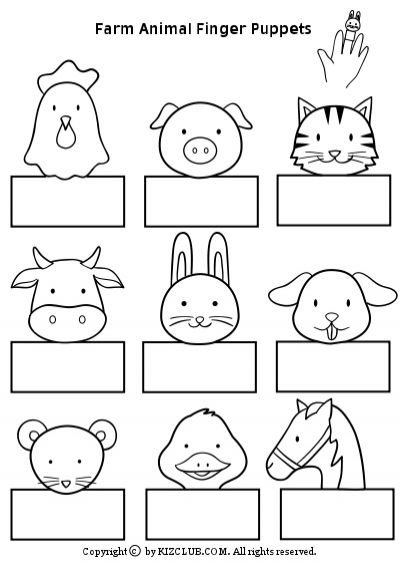 Farm Animal Finger Puppets
Copyright © by KIZCLUB.COM. All rights reserved.